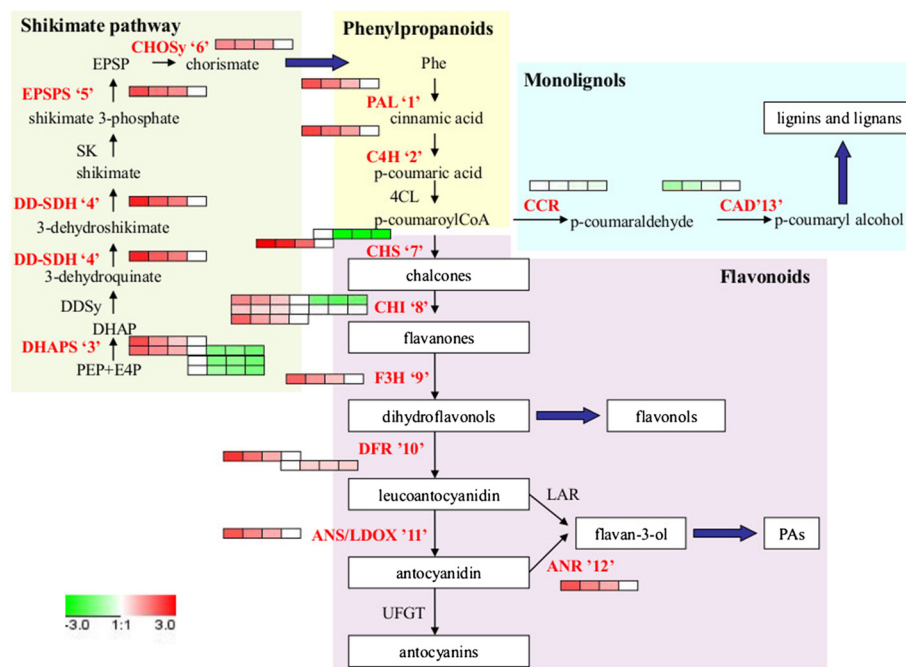 Shikimate pathway
CHOSy ‘6’
EPSP
chorismate
EPSPS ‘5’
shikimate 3-phosphate
SK
shikimate
DD-SDH ‘4’
3-dehydroshikimate
DD-SDH ‘4’
3-dehydroquinate
DDSy
DHAP
DHAPS ‘3’
PEP+E4P
Phenylpropanoids
Phe
PAL ‘1’
cinnamic acid
C4H ‘2’
p-coumaric acid
4CL
p-coumaroylCoA
Monolignols
lignins and lignans
CCR
p-coumaraldehyde
CAD’13’
p-coumaryl alcohol
Flavonoids
CHS ‘7’
chalcones
CHI ‘8’
flavanones
F3H ‘9’
dihydroflavonols
flavonols
DFR ’10’
leucoantocyanidin
LAR
ANS/LDOX ’11’
flavan-3-ol
PAs
antocyanidin
ANR ’12’
UFGT
antocyanins
-3.0 1:1 3.0